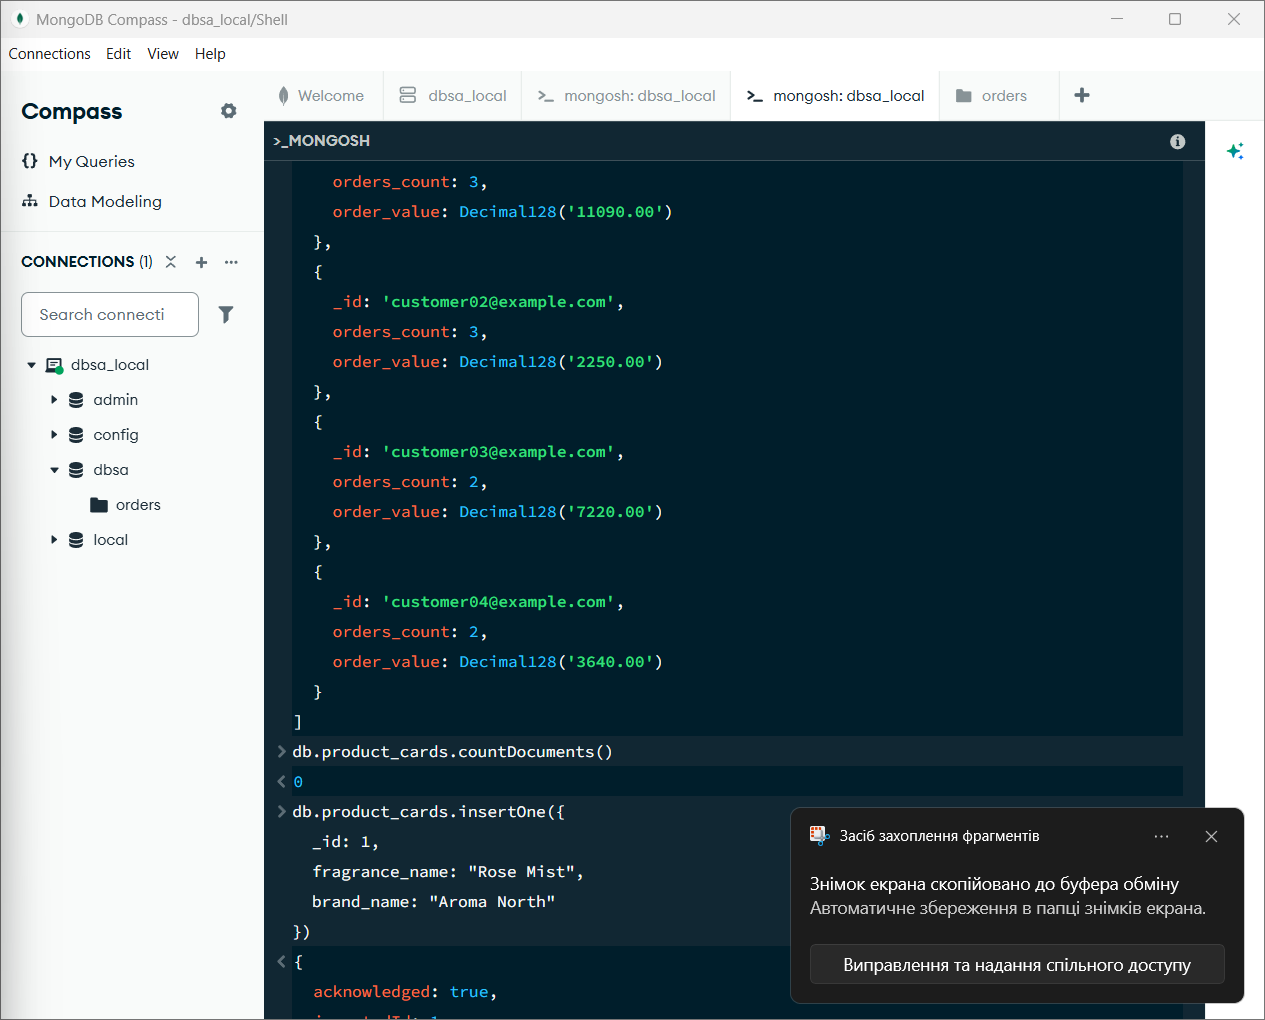 MongoDB Compass - dbsa_local/Shell
Connections Edit View Help
Compass
My Queries
Data Modeling
CONNECTIONS (1)
Search connecti
dbsa_local
admin
config
dbsa
orders
local
Welcome
dbsa_local
mongosh: dbsa_local
mongosh: dbsa_local
orders
>_MONGOSH
orders_count: 3,
order_value: Decimal128('11090.00')
},
{
_id: 'customer02@example.com',
orders_count: 3,
order_value: Decimal128('2250.00')
},
{
_id: 'customer03@example.com',
orders_count: 2,
order_value: Decimal128('7220.00')
},
{
_id: 'customer04@example.com',
orders_count: 2,
order_value: Decimal128('3640.00')
}
]
db.product_cards.countDocuments()
0
db.product_cards.insertOne({
_id: 1,
fragrance_name: "Rose Mist",
brand_name: "Aroma North"
})
{
acknowledged: true,
Засіб захоплення фрагментів
Знімок екрана скопійовано до буфера обміну
Автоматичне збереження в папці знімків екрана.
Виправлення та надання спільного доступу